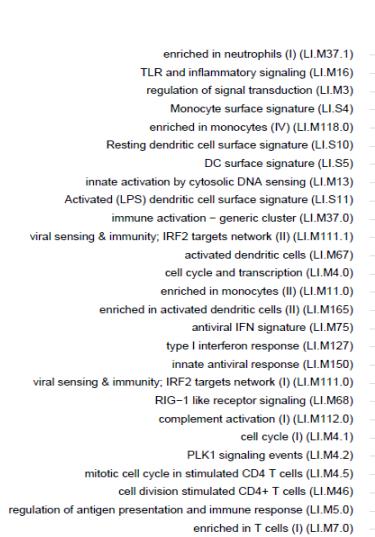 enriched in neutrophils (I) (LI.M37.1)
TLR and inflammatory signaling (LI.M16)
regulation of signal transduction (LI.M3)
Monocyte surface signature (LI.S4)
enriched in monocytes (IV) (LI.M118.0)
Resting dendritic cell surface signature (LI.S10)
DC surface signature (LI.S5)
innate activation by cytosolic DNA sensing (LI.M13)
Activated (LPS) dendritic cell surface signature (LI.S11)
immune activation − generic cluster (LI.M37.0)
viral sensing & immunity; IRF2 targets network (II) (LI.M111.1)
activated dendritic cells (LI.M67)
cell cycle and transcription (LI.M4.0)
enriched in monocytes (II) (LI.M11.0)
enriched in activated dendritic cells (II) (LI.M165)
antiviral IFN signature (LI.M75)
type I interferon response (LI.M127)
innate antiviral response (LI.M150)
viral sensing & immunity; IRF2 targets network (I) (LI.M111.0)
RIG−1 like receptor signaling (LI.M68)
complement activation (I) (LI.M112.0)
cell cycle (I) (LI.M4.1)
PLK1 signaling events (LI.M4.2)
mitotic cell cycle in stimulated CD4 T cells (LI.M4.5)
cell division stimulated CD4+ T cells (LI.M46)
regulation of antigen presentation and immune response (LI.M5.0)
enriched in T cells (I) (LI.M7.0)